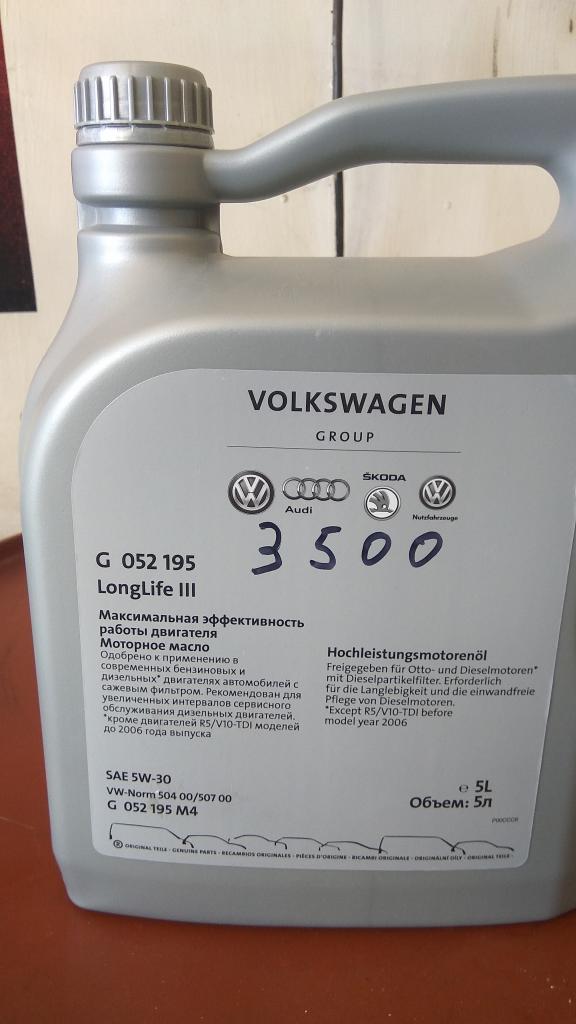 VOLKSWAGEN
GROUP
Audi
ŠKODA
Nutzfahrzeuge
3500
G 052 195
LongLife III
Максимальная эффективность
работы двигателя
Моторное масло
Одобрено к применению в
современных бензиновых и
дизельных* двигателях автомобилей с
сажевым фильтром. Рекомендован для
увеличенных интервалов сервисного
обслуживания дизельных двигателей.
*кроме двигателей R5/V10-TDI моделей
до 2006 года выпуска
Hochleistungsmotorenöl
Freigegeben für Otto- und Dieselmotoren*
mit Dieselpartikelfilter. Erforderlich
für die Langlebigkeit und die einwandfreie
Pflege von Dieselmotoren.
*Except R5/V10-TDI before
model year 2006
SAE 5W-30
VW-Norm 504 00/507 00
G 052 195 M4
e 5L
Объем: 5л
® ORIGINAL TEILE · GENUINE PARTS · RECAMBIOS ORIGINALES · PIÈCES D'ORIGINE · RICAMBI ORIGINALE · ORIGINÁLNÍ DÍLY · ORIGINAL TEILE ·